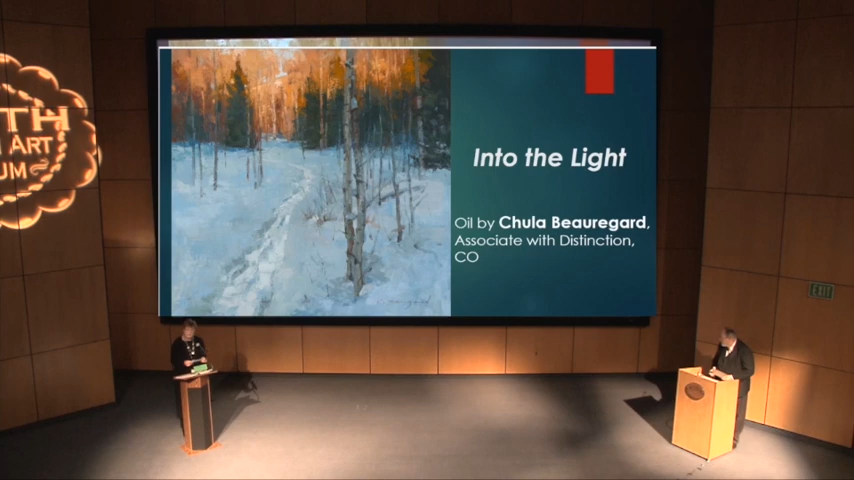 TH
ART
UM
Into the Light
Oil by Chula Beauregard,
Associate with Distinction,
CO
EXIT